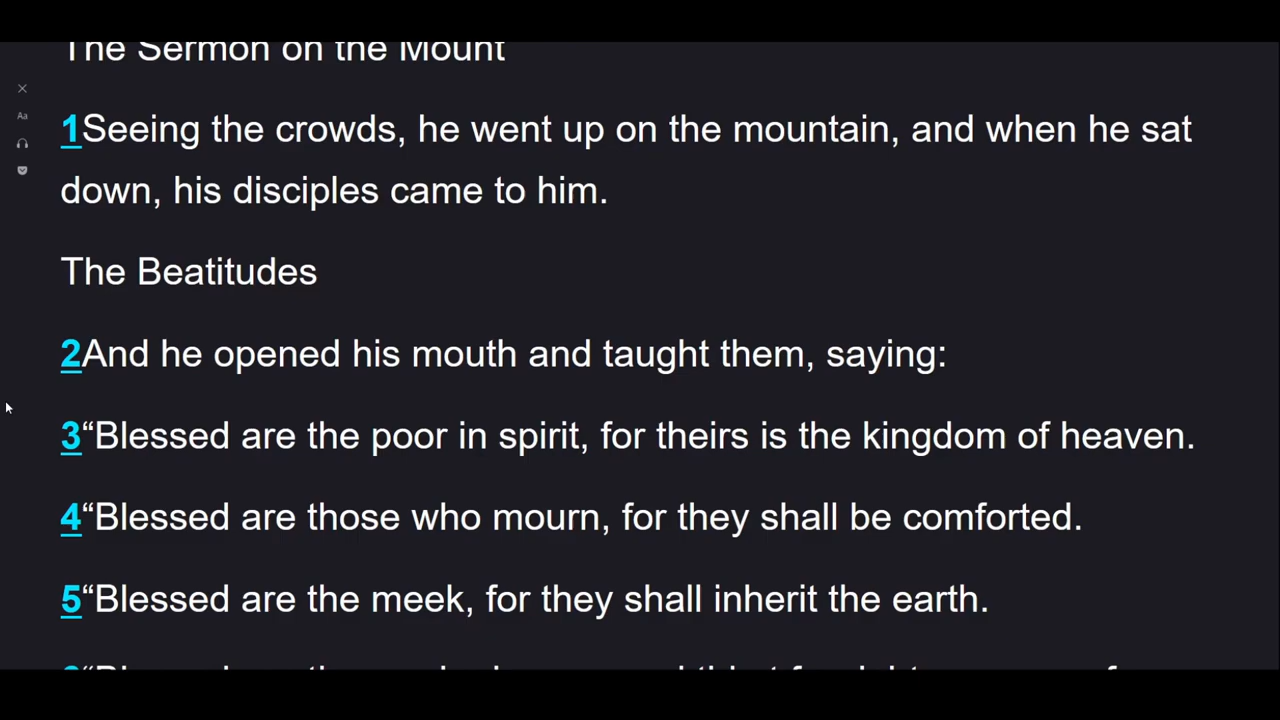 The Sermon on the Mount
Aa
1Seeing the crowds, he went up on the mountain, and when he sat
down, his disciples came to him.
The Beatitudes
2And he opened his mouth and taught them, saying:
3“Blessed are the poor in spirit, for theirs is the kingdom of heaven.
4“Blessed are those who mourn, for they shall be comforted.
5“Blessed are the meek, for they shall inherit the earth.